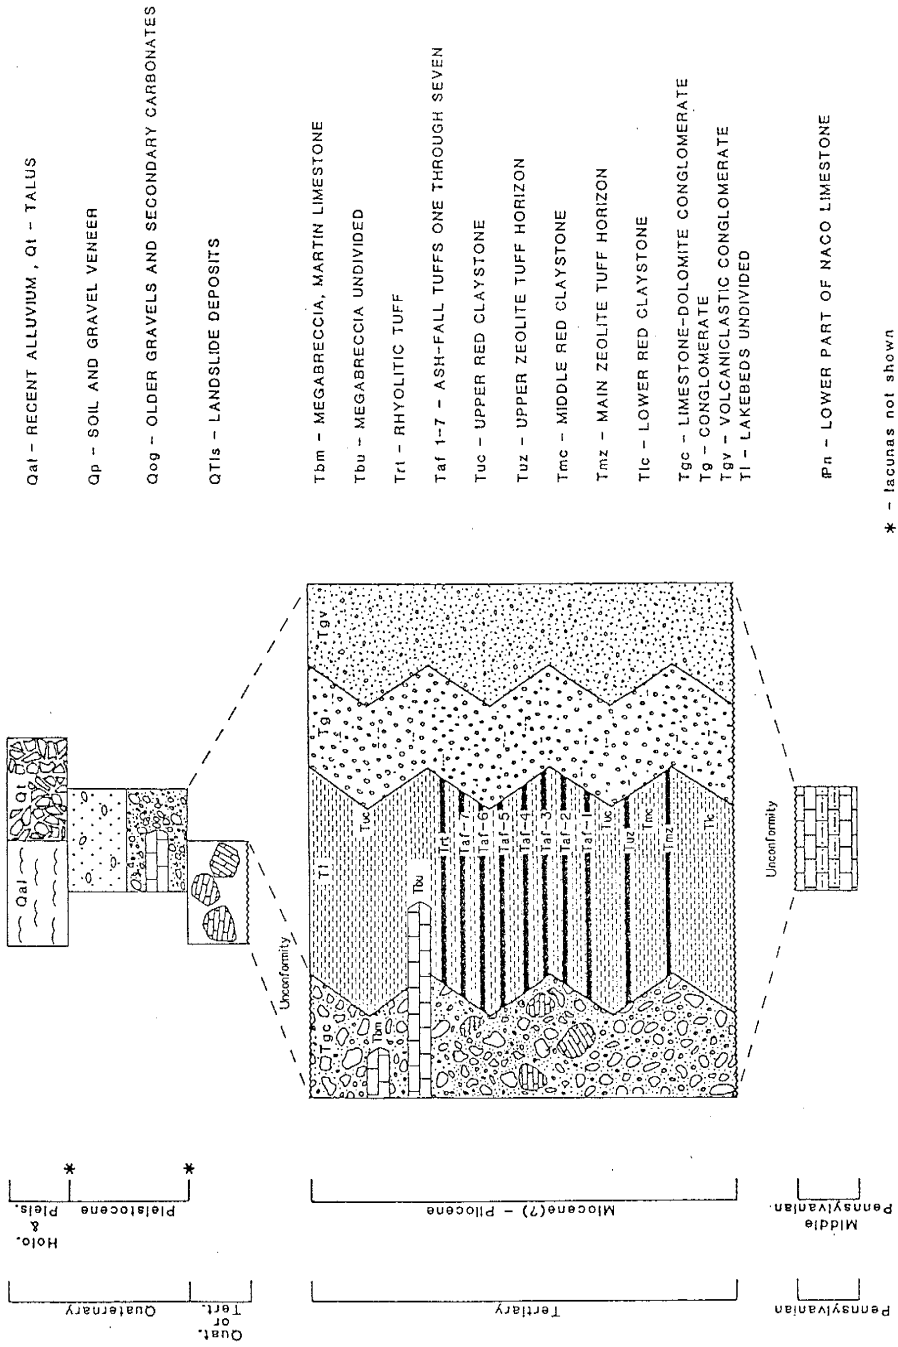 Qal – RECENT ALLUVIUM , Qt – TALUS
Qp – SOIL AND GRAVEL VENEER
Qog – OLDER GRAVELS AND SECONDARY CARBONATES
QTls – LANDSLIDE DEPOSITS
Tbm – MEGABRECCIA, MARTIN LIMESTONE
Tbu – MEGABRECCIA UNDIVIDED
Trt – RHYOLITIC TUFF
Taf 1–7 – ASH–FALL TUFFS ONE THROUGH SEVEN
Tuc – UPPER RED CLAYSTONE
Tuz – UPPER ZEOLITE TUFF HORIZON
Tmc – MIDDLE RED CLAYSTONE
Tmz – MAIN ZEOLITE TUFF HORIZON
Tlc – LOWER RED CLAYSTONE
Tgc – LIMESTONE–DOLOMITE CONGLOMERATE
Tg – CONGLOMERATE
Tgv – VOLCANICLASTIC CONGLOMERATE
Tl – LAKEBEDS UNDIVIDED
ℙn – LOWER PART OF NACO LIMESTONE
* – lacunas not shown
Qal
Qt
Unconformity
Tgc
Tl
Tg
Tgv
Tbm
Tuc
Tbu
Trt
Taf–7
Taf–6
Taf–5
Taf–4
Taf–3
Taf–2
Taf–1
Tuc
Tuz
Tmc
Tmz
Tlc
Unconformity
*
*
Holo.
&
Pleis.
Pleistocene
Miocene(?) – Pliocene
Middle
Pennsylvanian
Quaternary
Quat.
or
Tert.
Tertiary
Pennsylvanian